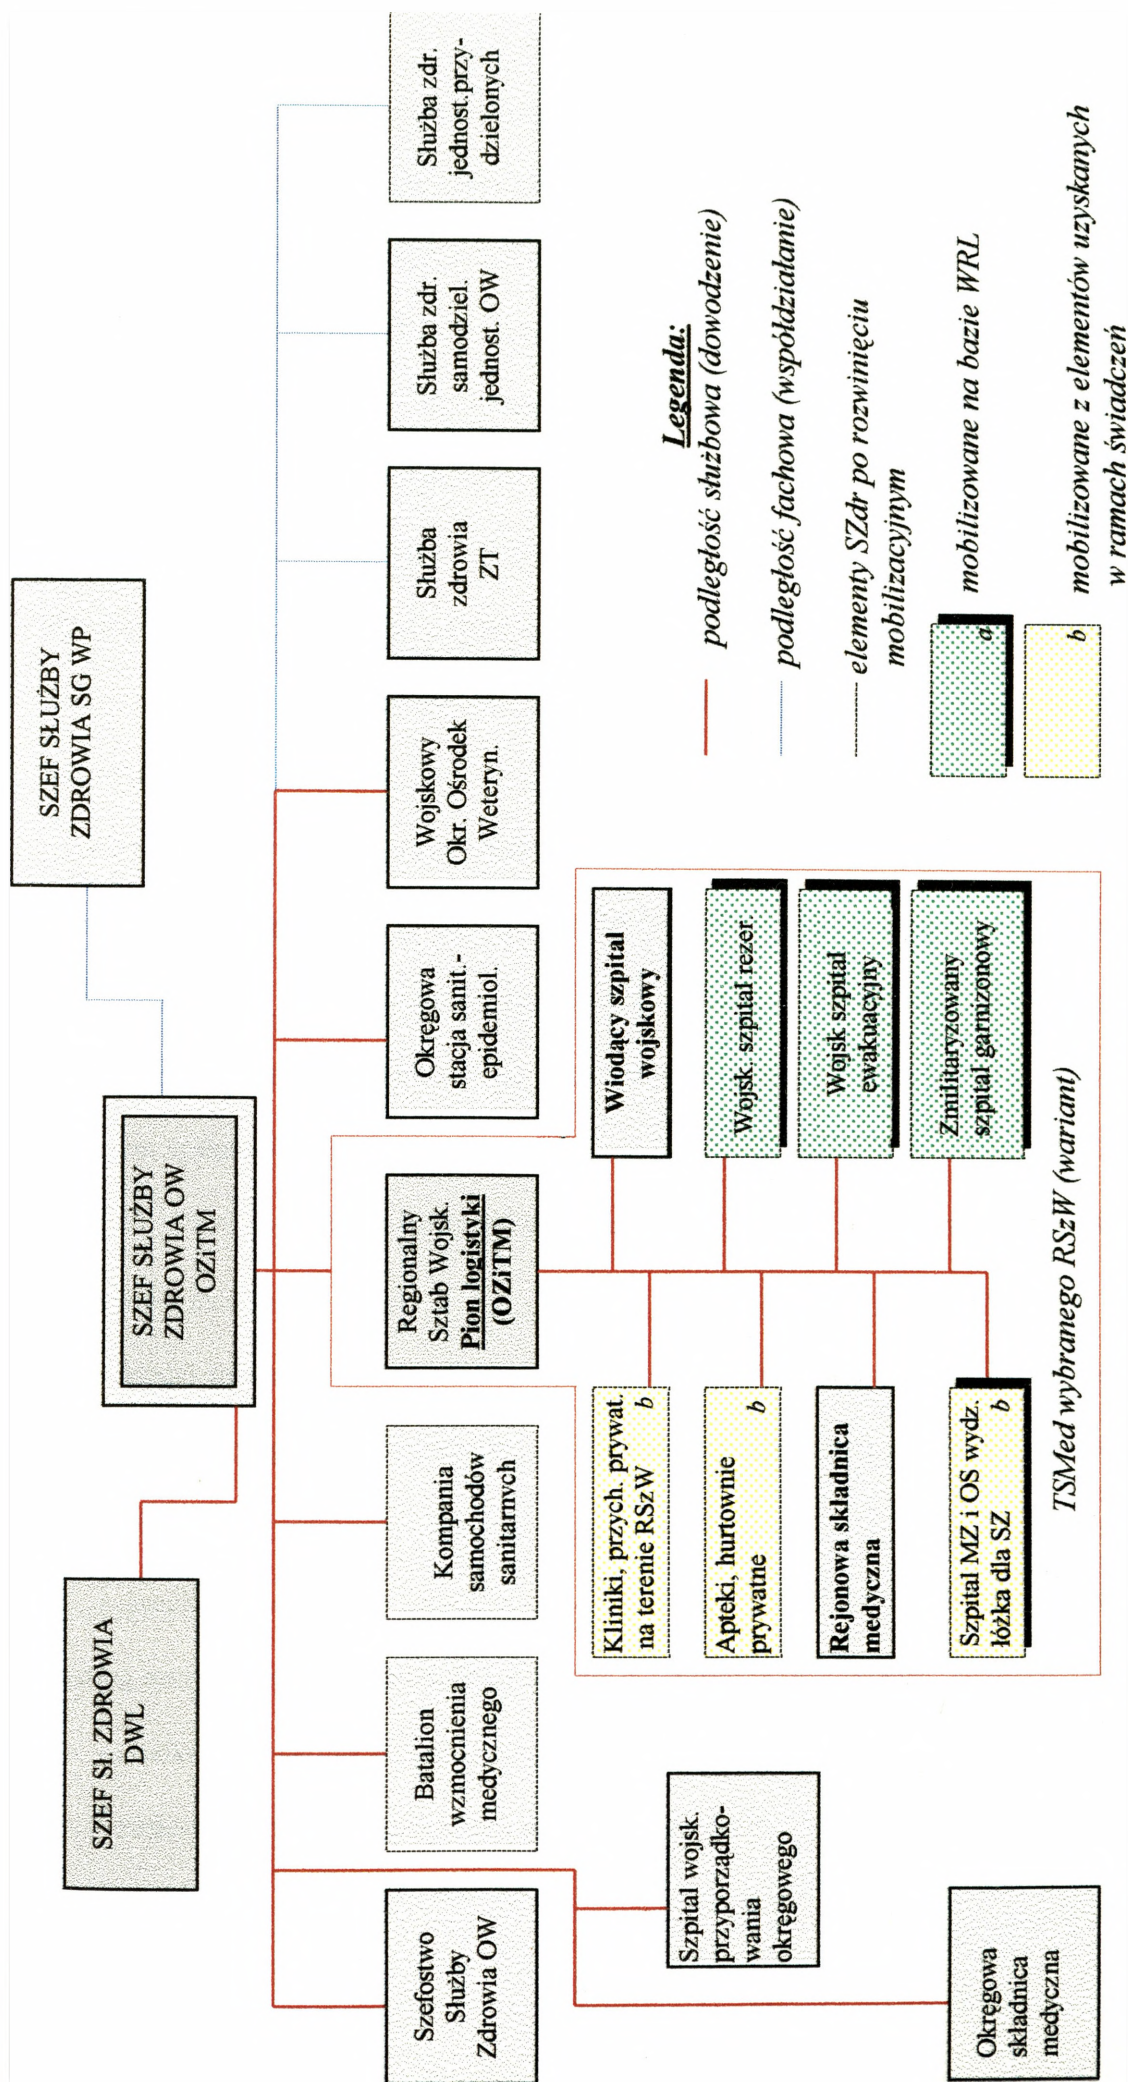 SZEF SŁUŻBY
ZDROWIA SG WP
SZEF SŁUŻBY
ZDROWIA OW
OZiTM
SZEF Sł. ZDROWIA
DWL
Szefostwo
Służby
Zdrowia OW
Batalion
wzmocnienia
medycznego
Kompania
samochodów
sanitarnych
Regionalny
Sztab Wojsk.
Pion logistyki
(OZiTM)
Okręgowa
stacja sanit.-
epidemiol.
Wojskowy
Okr. Ośrodek
Weteryn.
Służba
zdrowia
ZT
Służba zdr.
samodziel.
jednost. OW
Służba zdr.
jednost.przy-
dzielonych
Szpital wojsk.
przyporządko-
wania
okręgowego
Okręgowa
składnica
medyczna
Kliniki, przych. prywat.
na terenie RSzW
b
Apteki, hurtownie
prywatne
b
Rejonowa składnica
medyczna
Szpital MZ i OS wydz.
łóżka dla SZ
b
Wiodący szpital
wojskowy
Wojsk. szpital rezer.
Wojsk szpital
ewakuacyjny
Zmilitaryzowany
szpital garnizonowy
TSMed wybranego RSzW (wariant)
Legenda:
podległość służbowa (dowodzenie)
podległość fachowa (współdziałanie)
elementy SZdr po rozwinięciu
mobilizacyjnym
a
mobilizowane na bazie WRL
b
mobilizowane z elementów uzyskanych
w ramach świadczeń